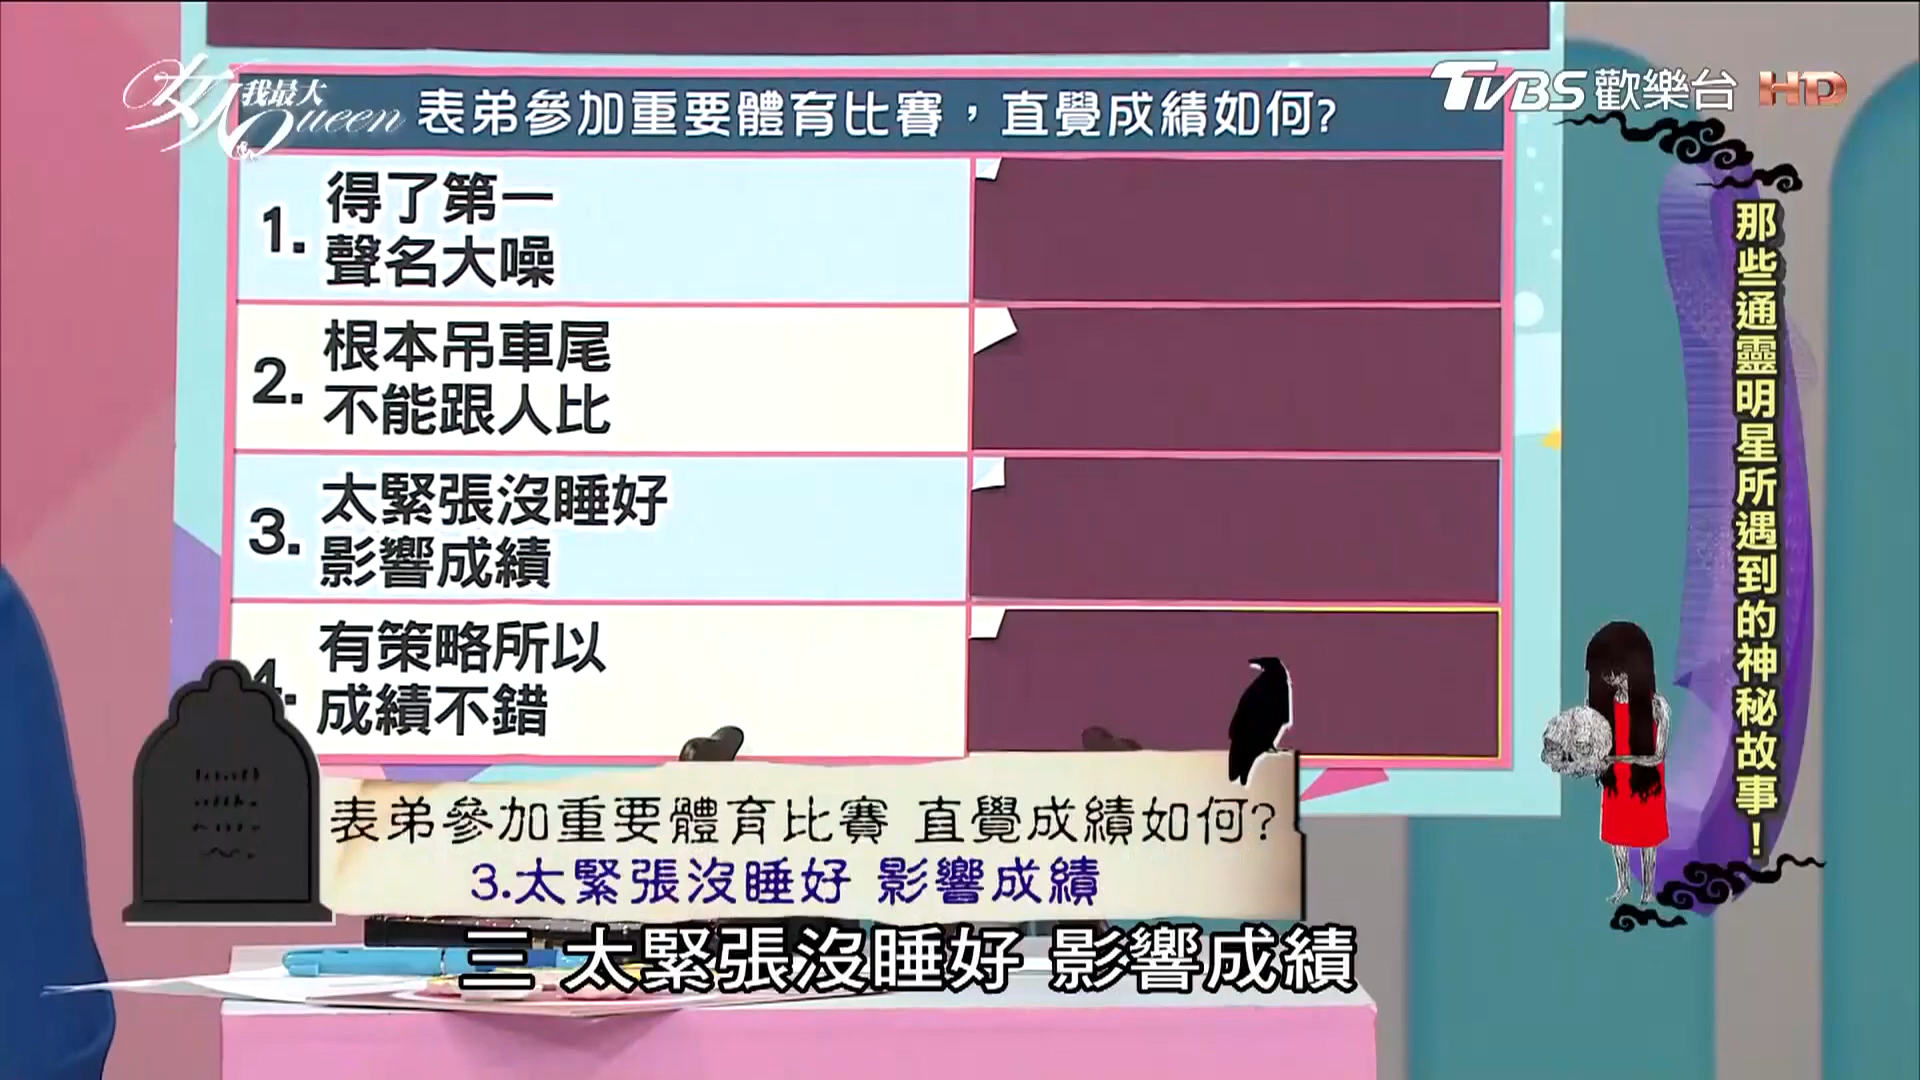 女人我最大
Queen
TVBS歡樂台 HD
表弟參加重要體育比賽，直覺成績如何?
1. 得了第一
聲名大噪
2. 根本吊車尾
不能跟人比
3. 太緊張沒睡好
影響成績
4. 有策略所以
成績不錯
那些通靈明星所遇到的神秘故事！
表弟參加重要體育比賽 直覺成績如何?
3.太緊張沒睡好 影響成績
三 太緊張沒睡好 影響成績